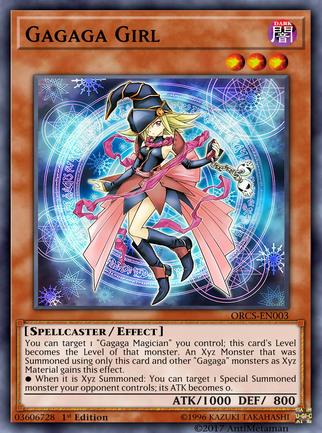 GAGAGA GIRL
DARK
闇
ORCS-EN003
[SPELLCASTER / EFFECT]
You can target 1 "Gagaga Magician" you control; this card's Level
becomes the Level of that monster. An Xyz Monster that was
Summoned using only this card and other "Gagaga" monsters as Xyz
Material gains this effect.
● When it is Xyz Summoned: You can target 1 Special Summoned
monster your opponent controls; its ATK becomes 0.
ATK/1000 DEF/ 800
03606728 1st Edition ©1996 KAZUKI TAKAHASHI
©2017 AntiMetaman